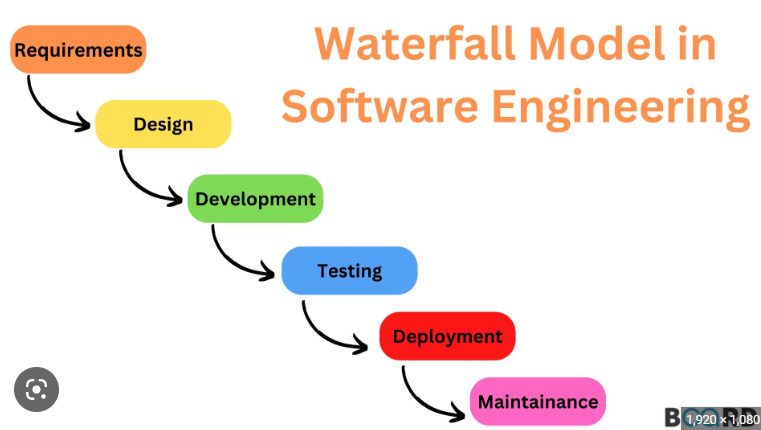 Waterfall Model in
Software Engineering
Requirements
Design
Development
Testing
Deployment
Maintainance
1,920 × 1,080